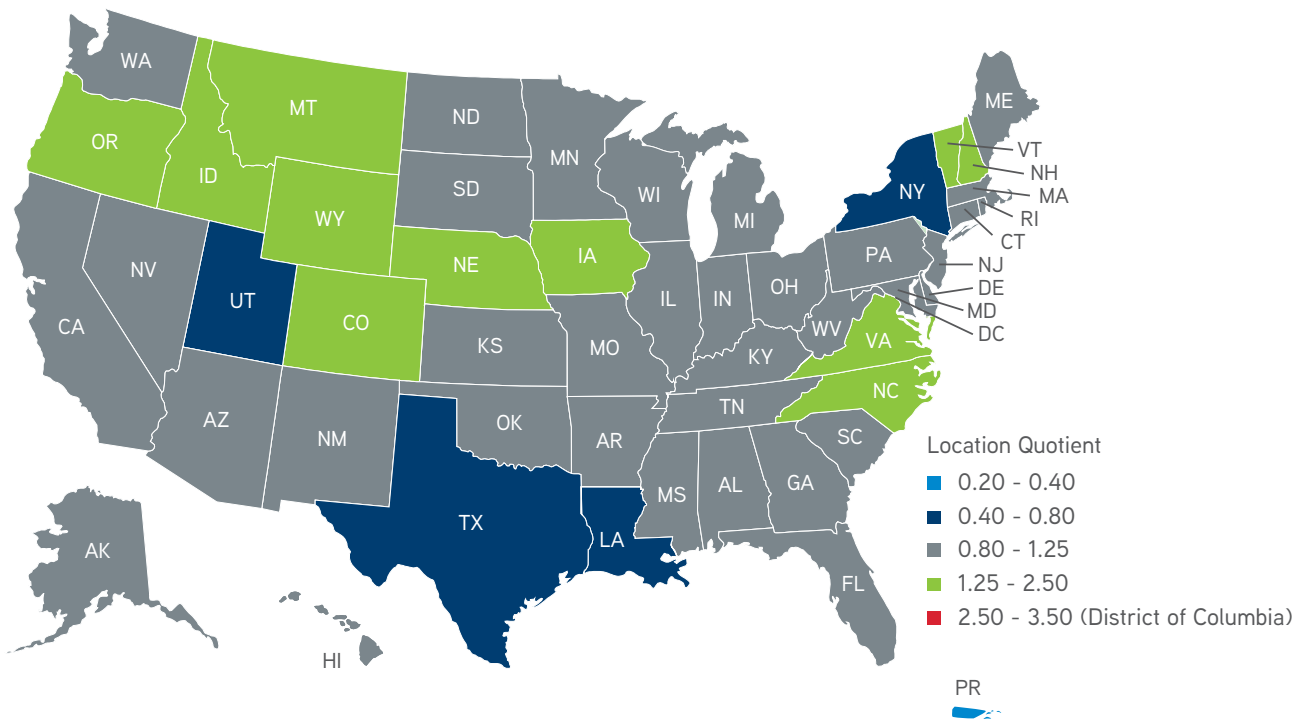 WA
MT
ND
MN
ME
OR
ID
SD
WI
MI
NY
VT
NH
MA
RI
CT
WY
NE
IA
PA
NJ
DE
MD
DC
NV
UT
CO
IL
IN
OH
WV
VA
CA
KS
MO
KY
NC
AZ
NM
OK
AR
TN
SC
MS
AL
GA
TX
LA
FL
AK
HI
Location Quotient
0.20 - 0.40
0.40 - 0.80
0.80 - 1.25
1.25 - 2.50
2.50 - 3.50 (District of Columbia)
PR